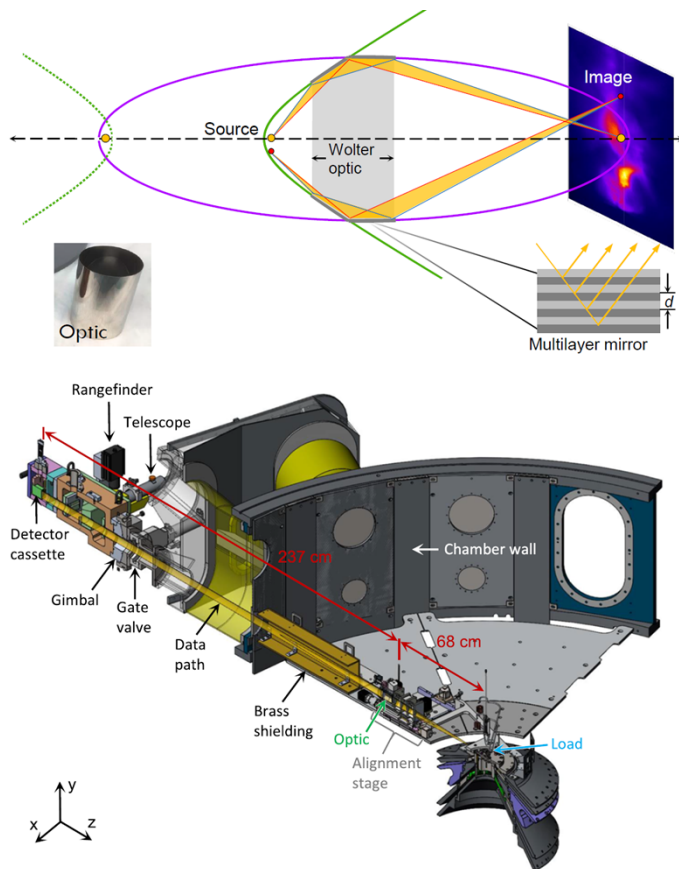 Source
Image
Wolter
optic
Optic
d
Multilayer mirror
Rangefinder
Telescope
Detector
cassette
Gimbal
Gate
valve
Data
path
Brass
shielding
237 cm
Chamber wall
68 cm
Optic
Alignment
stage
Load
y
x
z